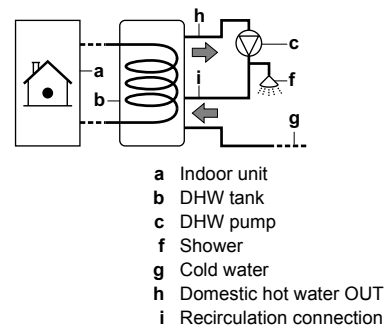 h
c
a
i
f
b
g
a Indoor unit
b DHW tank
c DHW pump
f Shower
g Cold water
h Domestic hot water OUT
i Recirculation connection